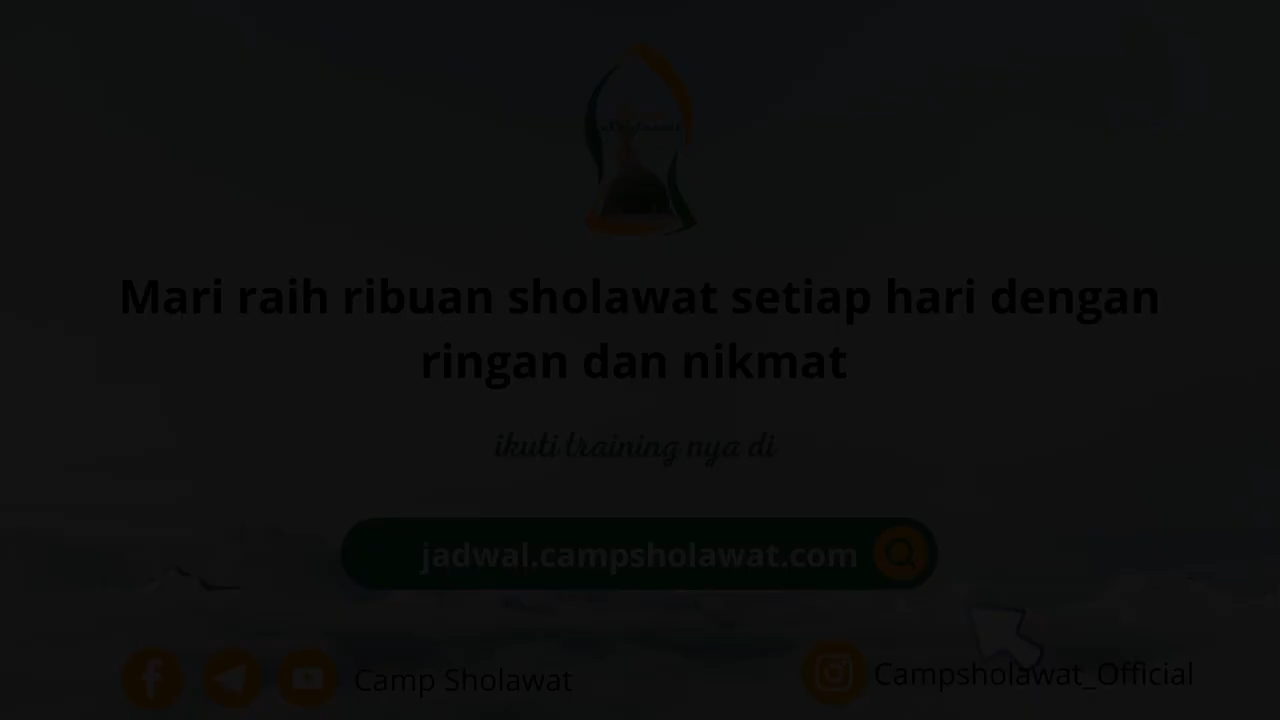 Mari raih ribuan sholawat setiap hari dengan
ringan dan nikmat
ikuti training nya di
jadwal.campsholawat.com
Camp Sholawat
Campsholawat_Official